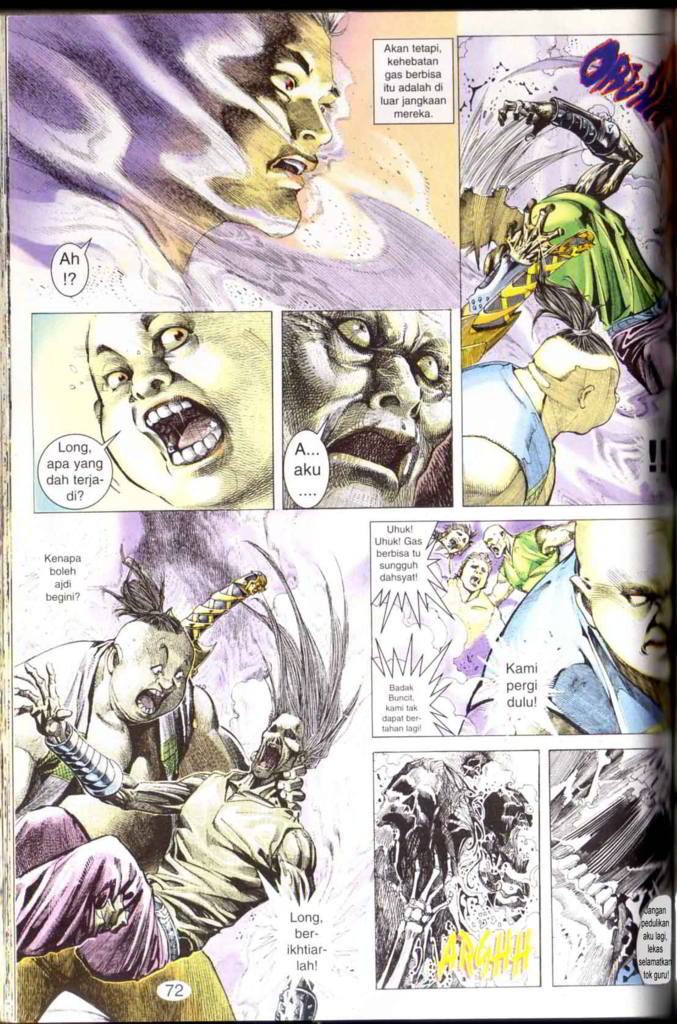 Akan tetapi,
kehebatan
gas berbisa
itu adalah di
luar jangkaan
mereka.
Ah
!?
Long,
apa yang
dah terja-
di?
A...
aku
....
!!
Kenapa
boleh
ajdi
begini?
Uhuk!
Uhuk! Gas
berbisa tu
sungguh
dahsyat!
Badak
Buncit,
kami tak
dapat ber-
tahan lagi!
Kami
pergi
dulu!
Long,
ber-
ikhtiar-
lah!
ARGHH
Jangan
pedulikan
aku lagi,
lekas
selamatkan
tok guru!
72